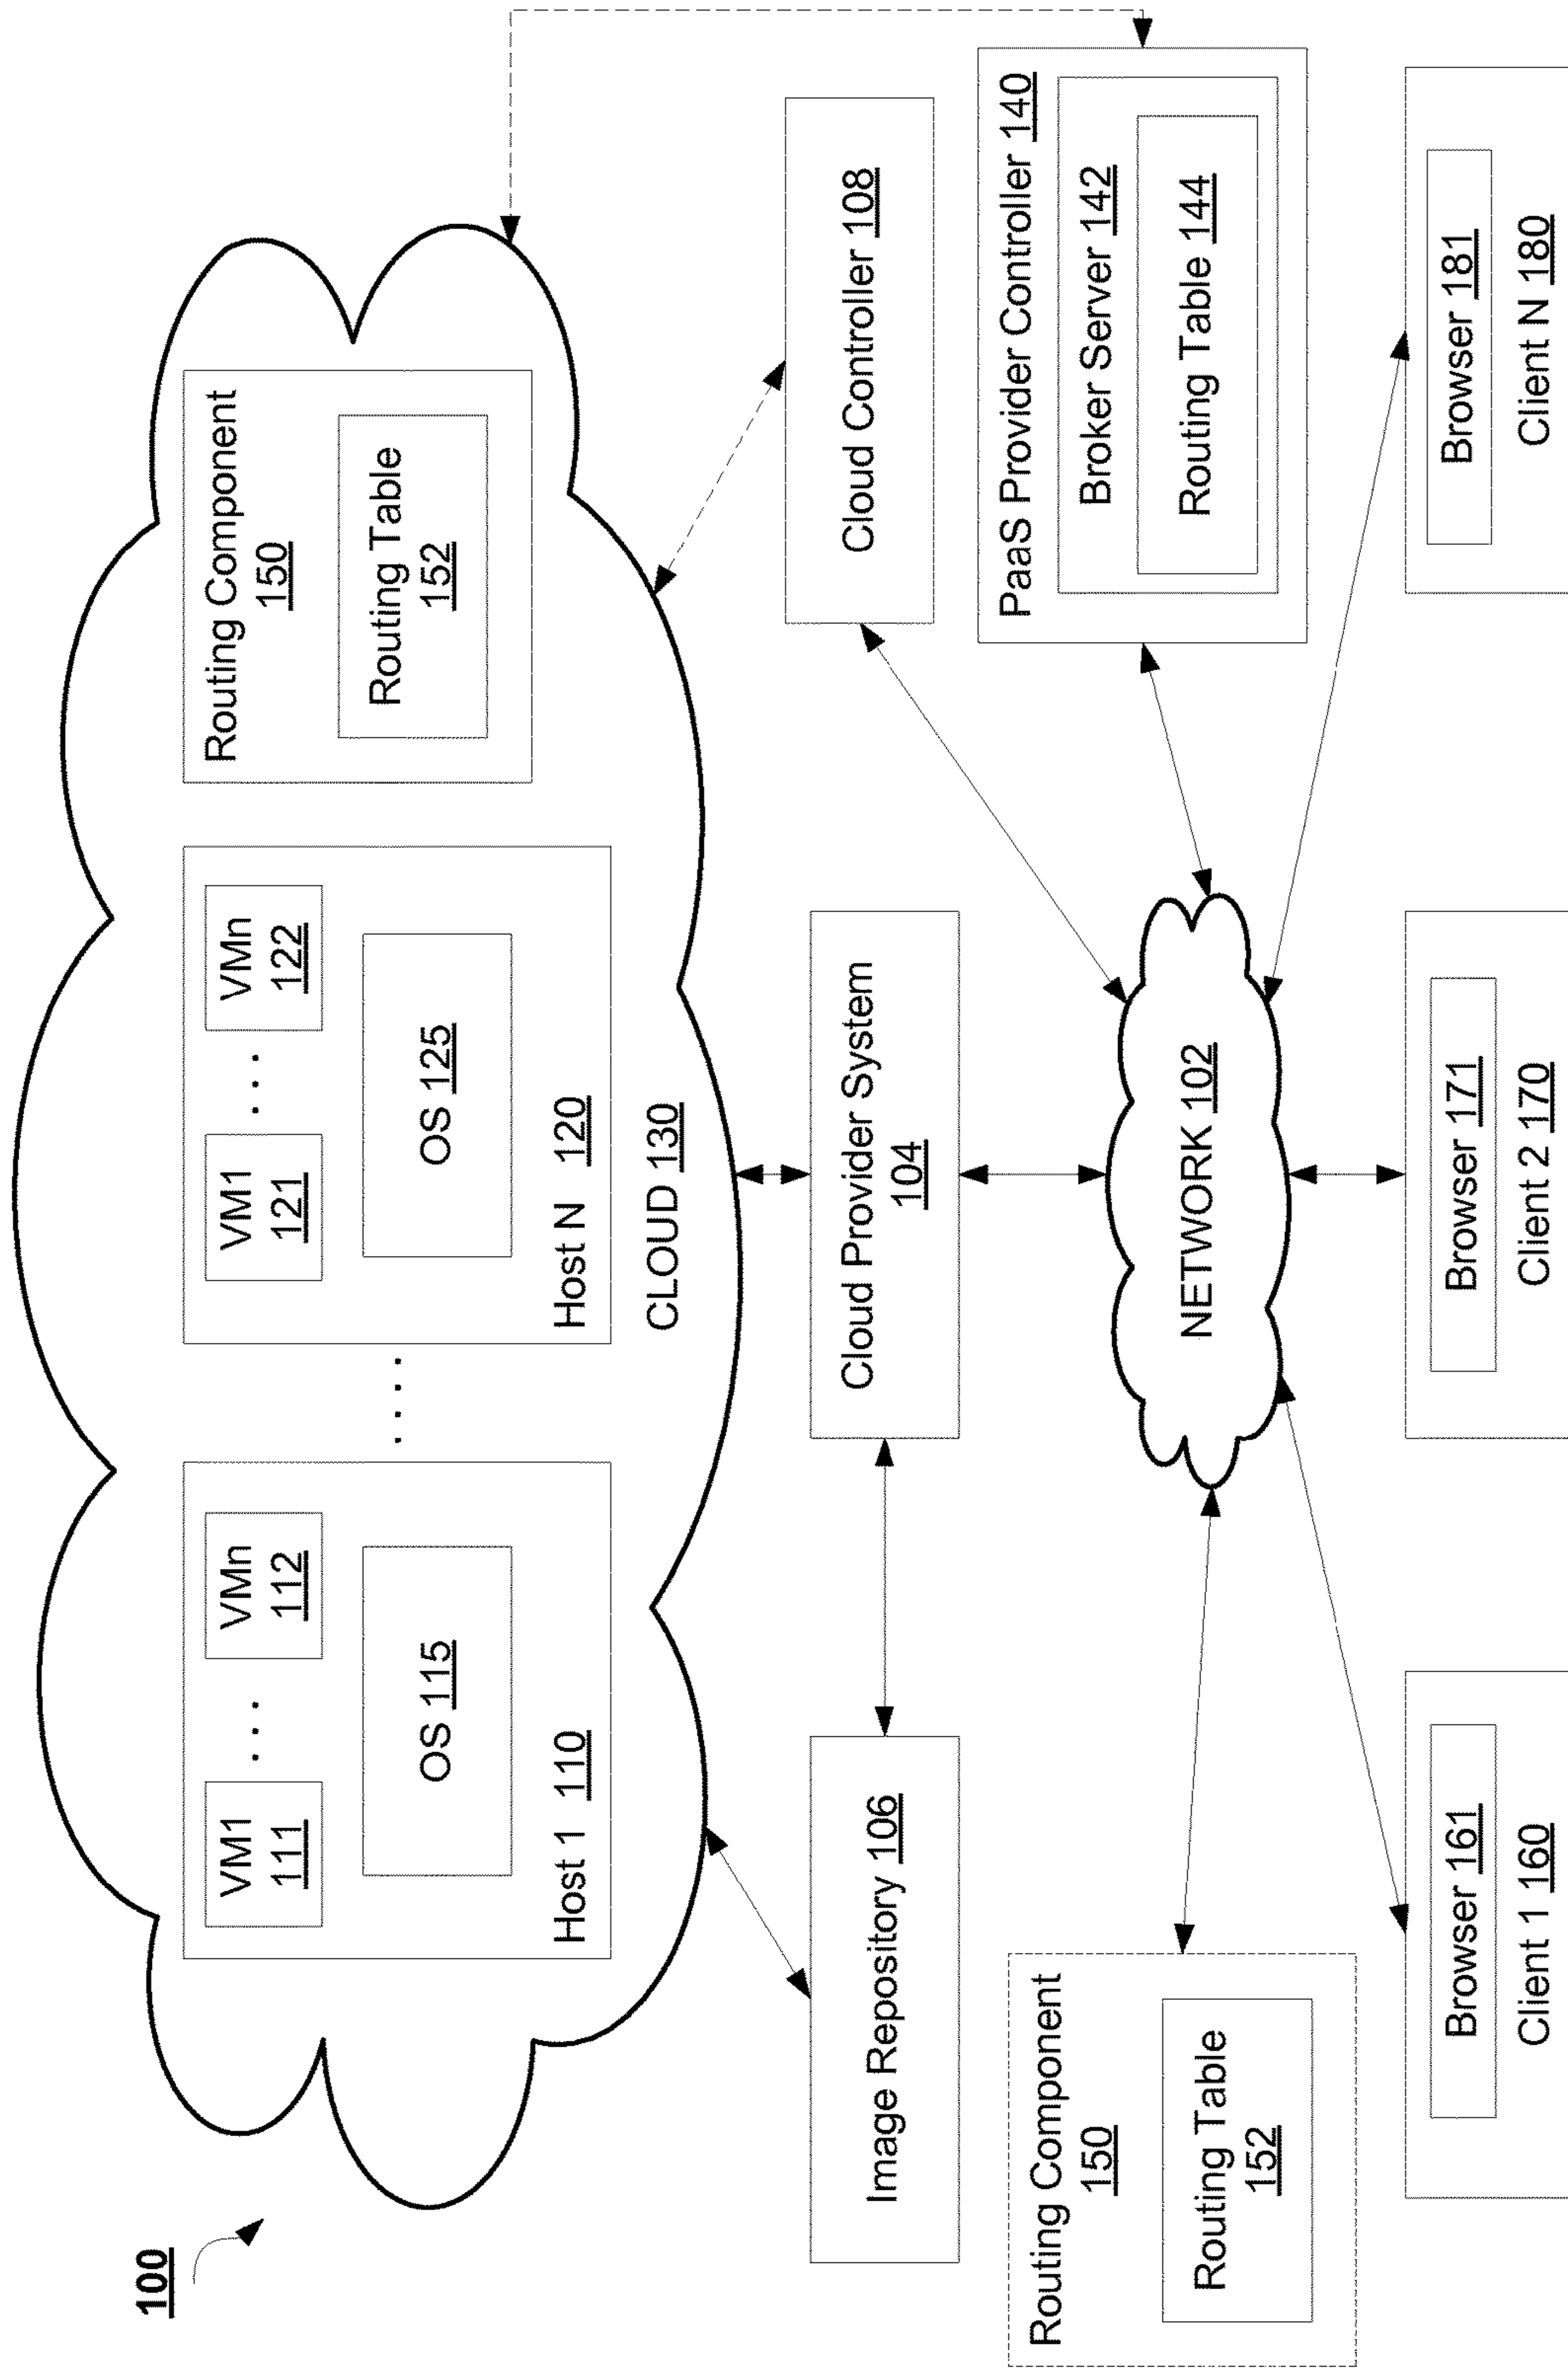 100
VM1
111
. . .
VMn
112
OS 115
Host 1 110
. . . .
VM1
121
. . .
VMn
122
OS 125
Host N 120
CLOUD 130
Routing Component
150
Routing Table
152
Image Repository 106
Cloud Provider System
104
Cloud Controller 108
Routing Component
150
Routing Table
152
NETWORK 102
PaaS Provider Controller 140
Broker Server 142
Routing Table 144
Browser 161
Client 1 160
Browser 171
Client 2 170
Browser 181
Client N 180